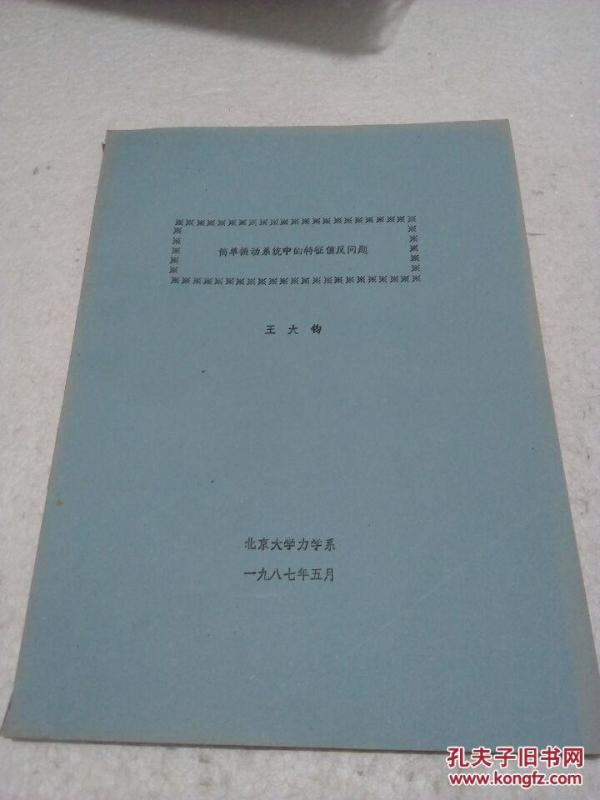 简单振动系统中的特征值反问题
王大钧
北京大学力学系
一九八七年五月
孔夫子旧书网
www.kongfz.com